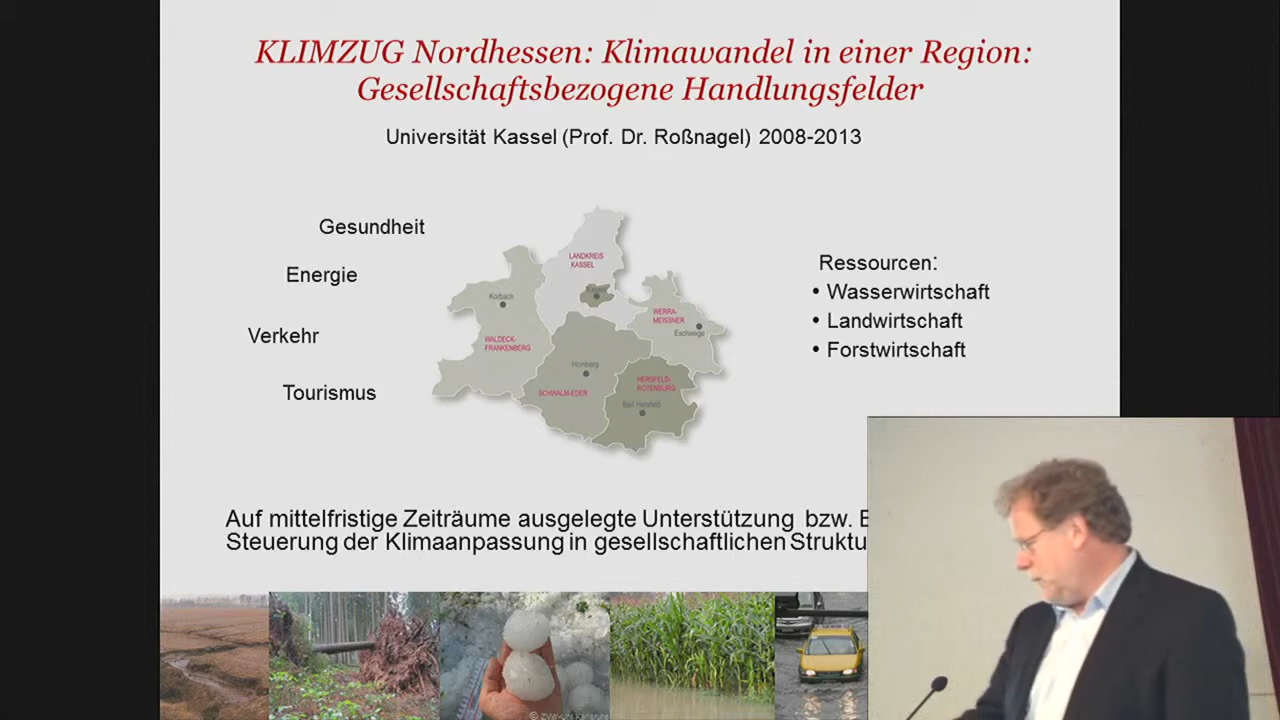 KLIMZUG Nordhessen: Klimawandel in einer Region:
Gesellschaftsbezogene Handlungsfelder
Universität Kassel (Prof. Dr. Roßnagel) 2008-2013
Gesundheit
Energie
Verkehr
Tourismus
LANDKREIS
KASSEL
Korbach
WERRA-
MEISSNER
Eschwege
WALDECK-
FRANKENBERG
Homberg
SCHWALM-EDER
HERSFELD-
ROTENBURG
Bad Hersfeld
Ressourcen:
• Wasserwirtschaft
• Landwirtschaft
• Forstwirtschaft
Auf mittelfristige Zeiträume ausgelegte Unterstützung bzw.
Steuerung der Klimaanpassung in gesellschaftlichen Struktu